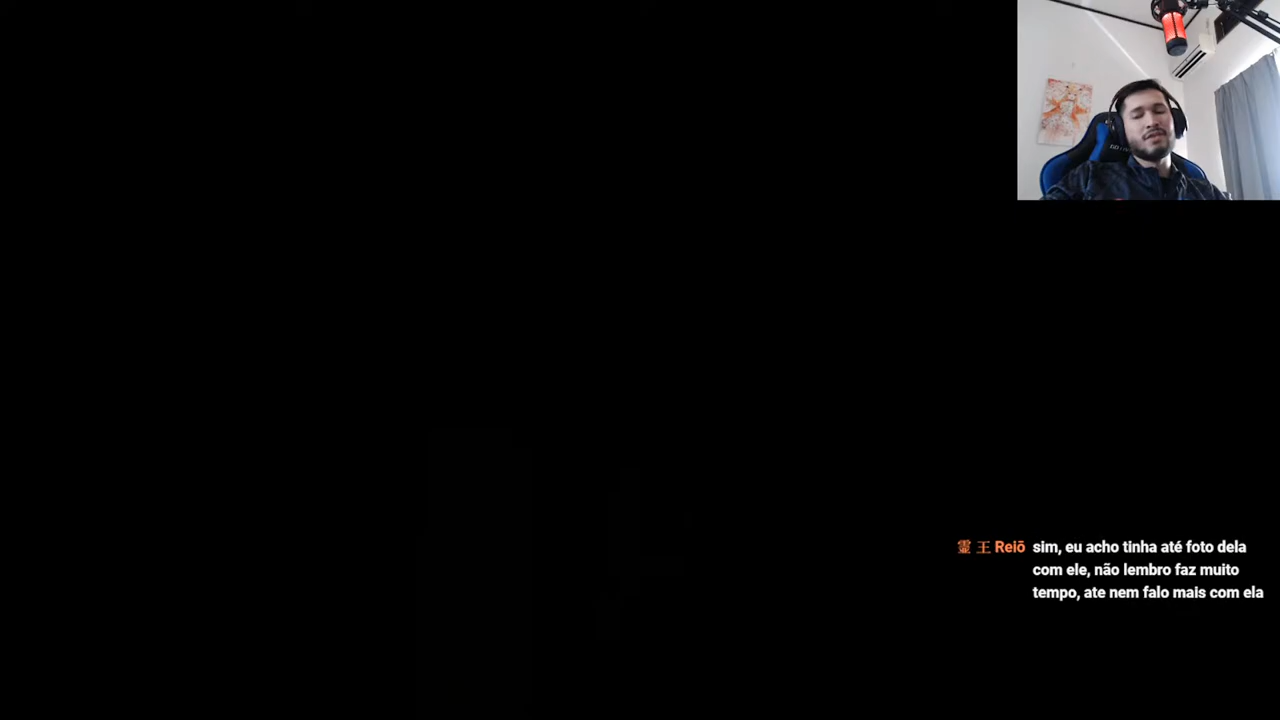 靈 王 Reiō sim, eu acho tinha até foto dela
com ele, não lembro faz muito
tempo, ate nem falo mais com ela